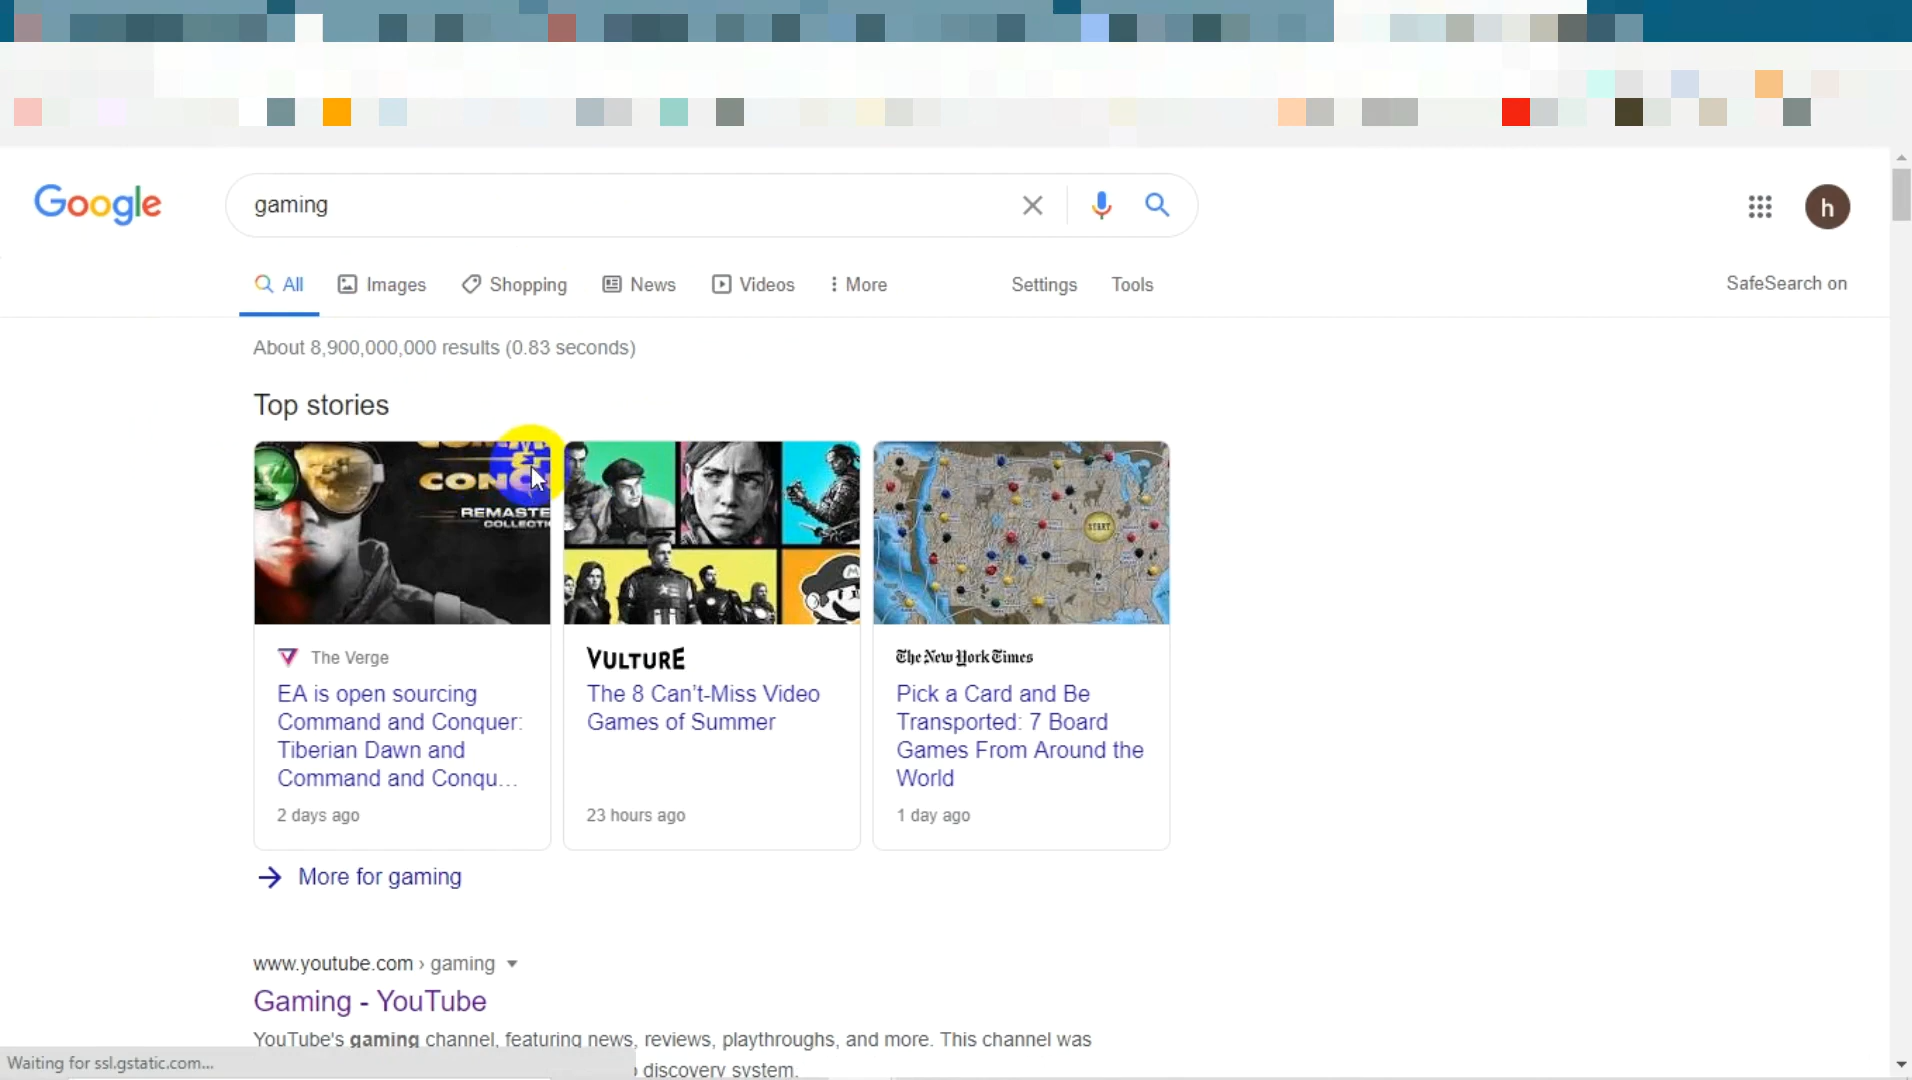 Google
gaming
h
All
Images
Shopping
News
Videos
More
Settings
Tools
SafeSearch on
About 8,900,000,000 results (0.83 seconds)
Top stories
REMASTE
COLLECTI
START
The Verge
EA is open sourcing
Command and Conquer:
Tiberian Dawn and
Command and Conqu...
2 days ago
VULTURE
The 8 Can't-Miss Video
Games of Summer
23 hours ago
The New York Times
Pick a Card and Be
Transported: 7 Board
Games From Around the
World
1 day ago
More for gaming
www.youtube.com › gaming
Gaming - YouTube
YouTube's gaming channel, featuring news, reviews, playthroughs, and more. This channel was
discovery system.
Waiting for ssl.gstatic.com...